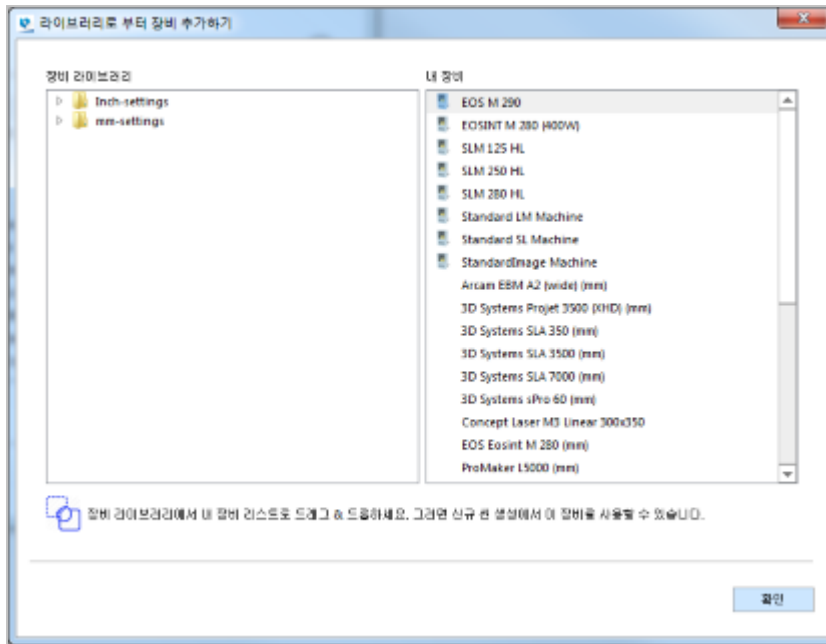 라이브러리로 부터 장비 추가하기
장비 라이브러리
내 장비
Inch-settings
mm-settings
EOS M 290
EOSINT M 280 (400W)
SLM 125 HL
SLM 250 HL
SLM 280 HL
Standard LM Machine
Standard SL Machine
StandardImage Machine
Arcam EBM A2 (wide) (mm)
3D Systems Projet 3500 (XHD) (mm)
3D Systems SLA 350 (mm)
3D Systems SLA 3500 (mm)
3D Systems SLA 7000 (mm)
3D Systems sPro 60 (mm)
Concept Laser M3 Linear 300x350
EOS Eosint M 280 (mm)
ProMaker L5000 (mm)
장비 라이브러리에서 내 장비 리스트로 드래그 & 드롭하세요. 그러면 신규 씬 생성에서 이 장비를 사용할 수 있습니다.
확인